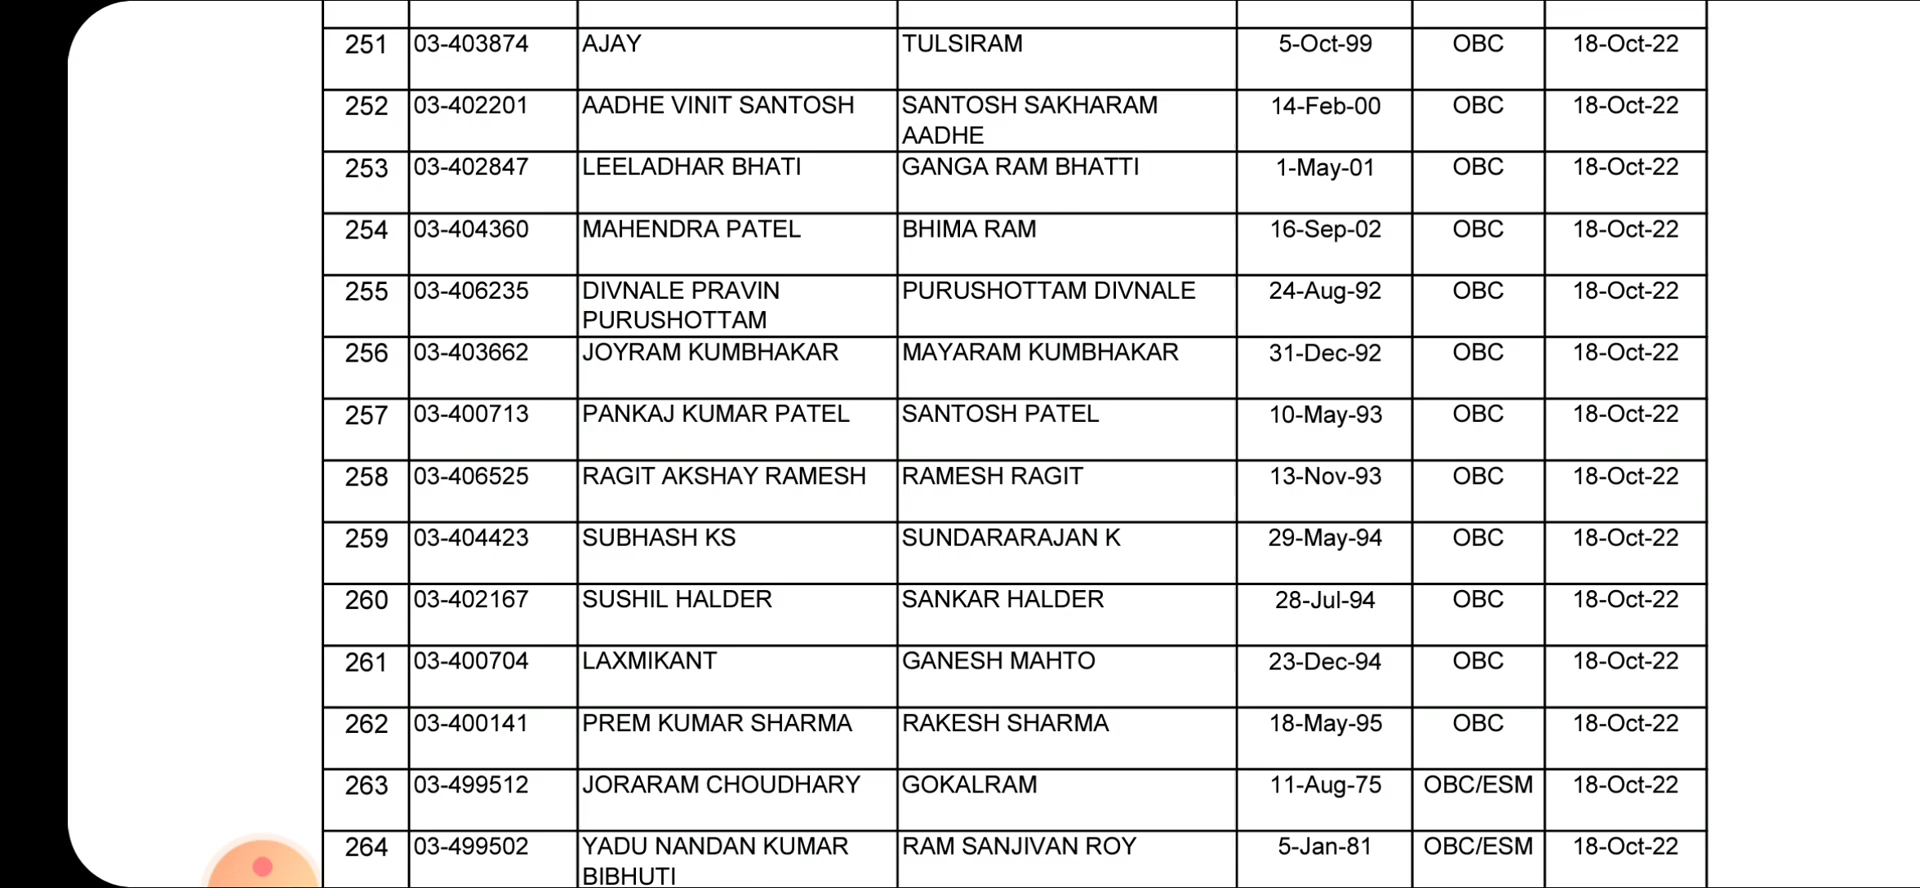 251 03-403874 AJAY TULSIRAM 5-Oct-99 OBC 18-Oct-22
252 03-402201 AADHE VINIT SANTOSH SANTOSH SAKHARAM 14-Feb-00 OBC 18-Oct-22
AADHE
253 03-402847 LEELADHAR BHATI GANGA RAM BHATTI 1-May-01 OBC 18-Oct-22
254 03-404360 MAHENDRA PATEL BHIMA RAM 16-Sep-02 OBC 18-Oct-22
255 03-406235 DIVNALE PRAVIN PURUSHOTTAM DIVNALE 24-Aug-92 OBC 18-Oct-22
PURUSHOTTAM
256 03-403662 JOYRAM KUMBHAKAR MAYARAM KUMBHAKAR 31-Dec-92 OBC 18-Oct-22
257 03-400713 PANKAJ KUMAR PATEL SANTOSH PATEL 10-May-93 OBC 18-Oct-22
258 03-406525 RAGIT AKSHAY RAMESH RAMESH RAGIT 13-Nov-93 OBC 18-Oct-22
259 03-404423 SUBHASH KS SUNDARARAJAN K 29-May-94 OBC 18-Oct-22
260 03-402167 SUSHIL HALDER SANKAR HALDER 28-Jul-94 OBC 18-Oct-22
261 03-400704 LAXMIKANT GANESH MAHTO 23-Dec-94 OBC 18-Oct-22
262 03-400141 PREM KUMAR SHARMA RAKESH SHARMA 18-May-95 OBC 18-Oct-22
263 03-499512 JORARAM CHOUDHARY GOKALRAM 11-Aug-75 OBC/ESM 18-Oct-22
264 03-499502 YADU NANDAN KUMAR RAM SANJIVAN ROY 5-Jan-81 OBC/ESM 18-Oct-22
BIBHUTI